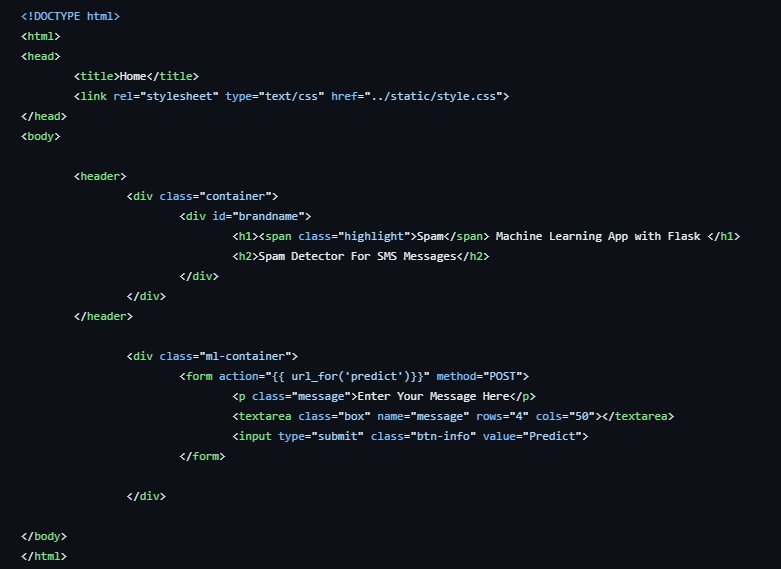 <!DOCTYPE html>
<html>
<head>
<title>Home</title>
<link rel="stylesheet" type="text/css" href="../static/style.css">
</head>
<body>
<header>
<div class="container">
<div id="brandname">
<h1><span class="highlight">Spam</span> Machine Learning App with Flask </h1>
<h2>Spam Detector For SMS Messages</h2>
</div>
</div>
</header>
<div class="ml-container">
<form action="{{ url_for('predict')}}" method="POST">
<p class="message">Enter Your Message Here</p>
<textarea class="box" name="message" rows="4" cols="50"></textarea>
<input type="submit" class="btn-info" value="Predict">
</form>
</div>
</body>
</html>